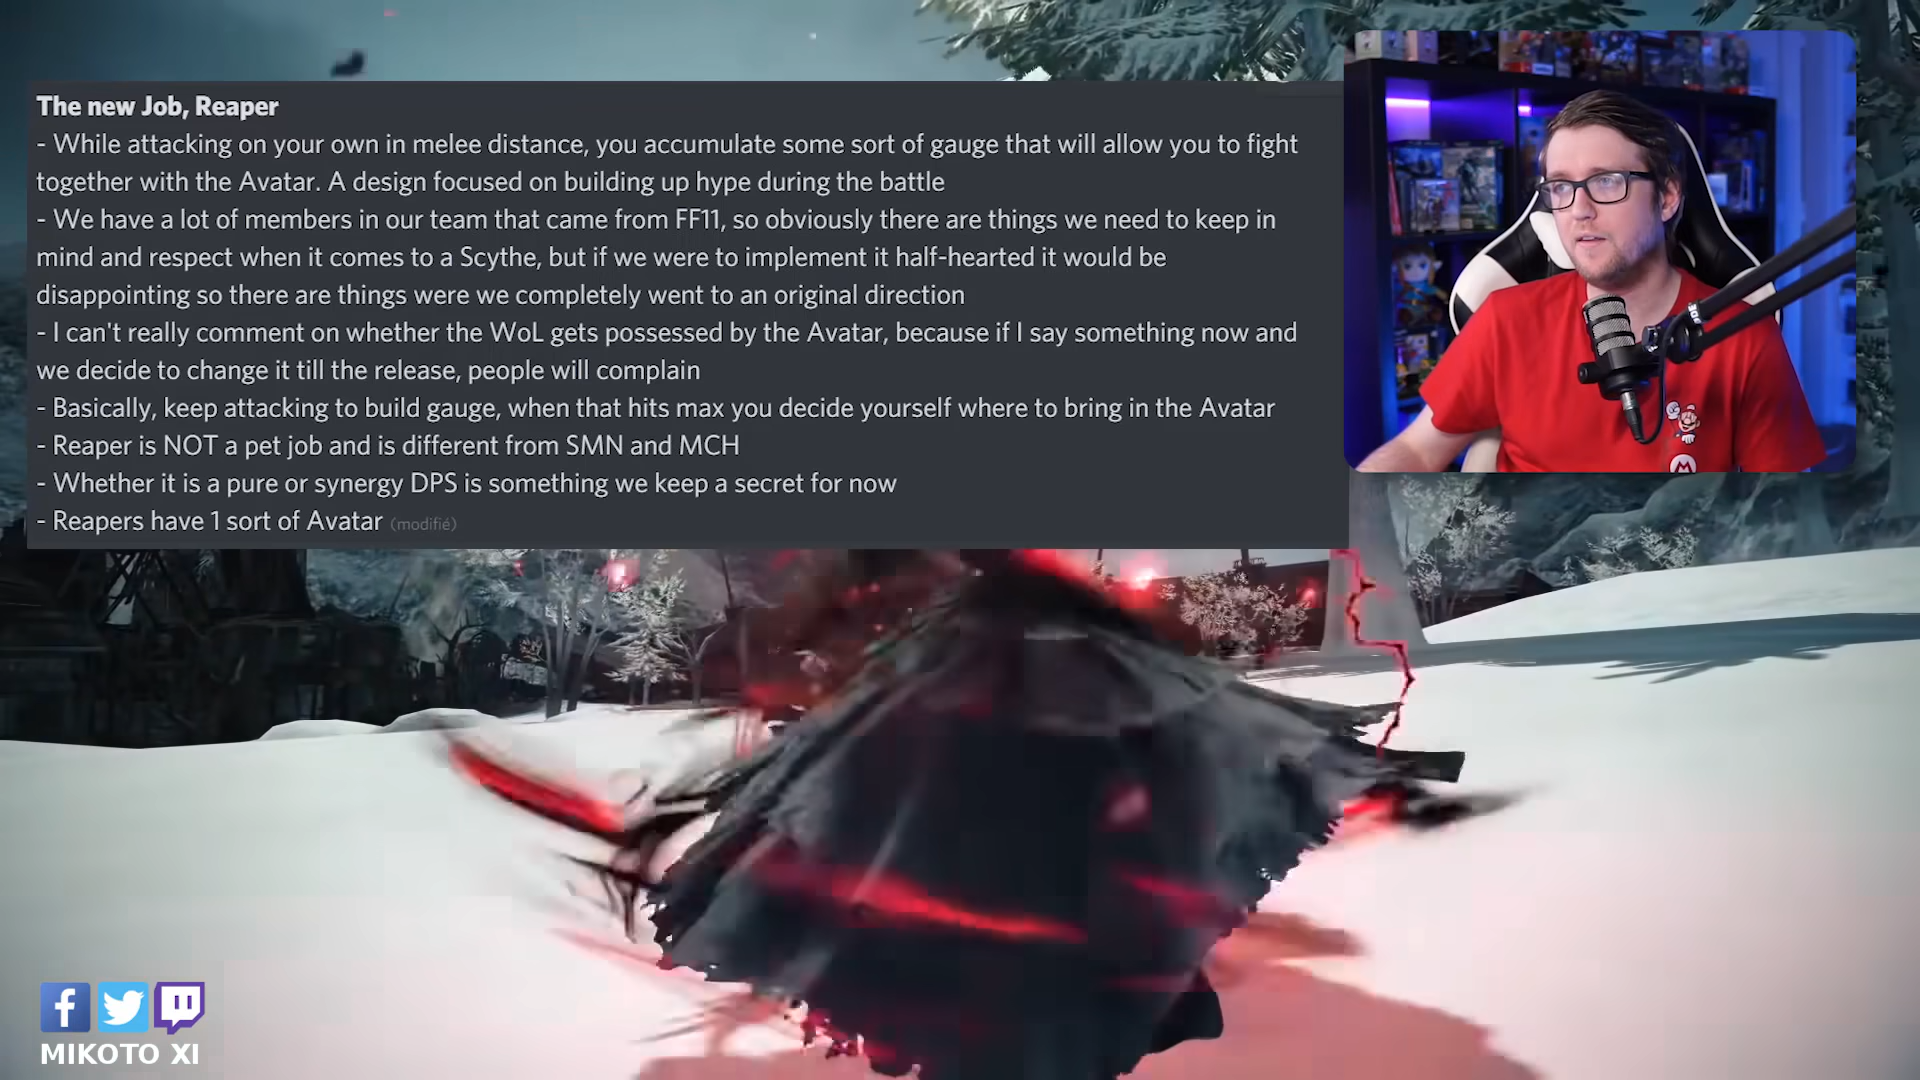 The new Job, Reaper
- While attacking on your own in melee distance, you accumulate some sort of gauge that will allow you to fight
together with the Avatar. A design focused on building up hype during the battle
- We have a lot of members in our team that came from FF11, so obviously there are things we need to keep in
mind and respect when it comes to a Scythe, but if we were to implement it half-hearted it would be
disappointing so there are things were we completely went to an original direction
- I can't really comment on whether the WoL gets possessed by the Avatar, because if I say something now and
we decide to change it till the release, people will complain
- Basically, keep attacking to build gauge, when that hits max you decide yourself where to bring in the Avatar
- Reaper is NOT a pet job and is different from SMN and MCH
- Whether it is a pure or synergy DPS is something we keep a secret for now
- Reapers have 1 sort of Avatar (modifié)
MIKOTO XI